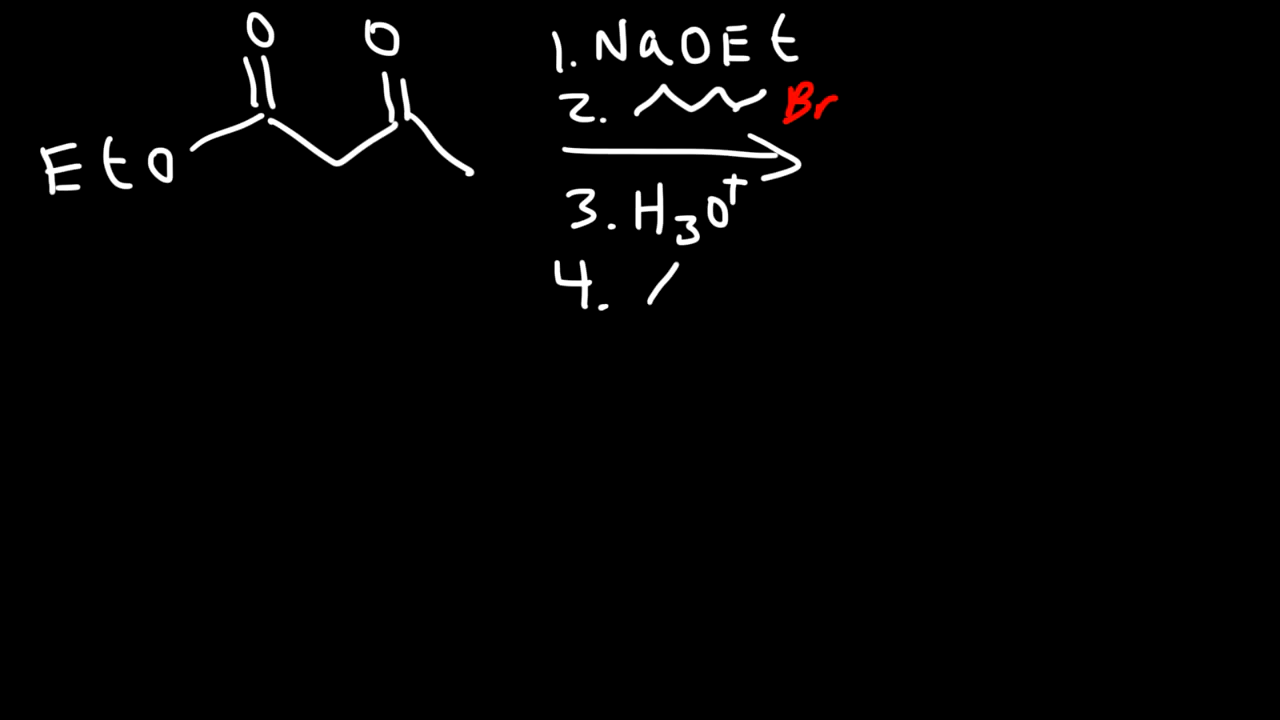 O O
EtO
1. NaOEt
2. Br
3. H₃O⁺
4.